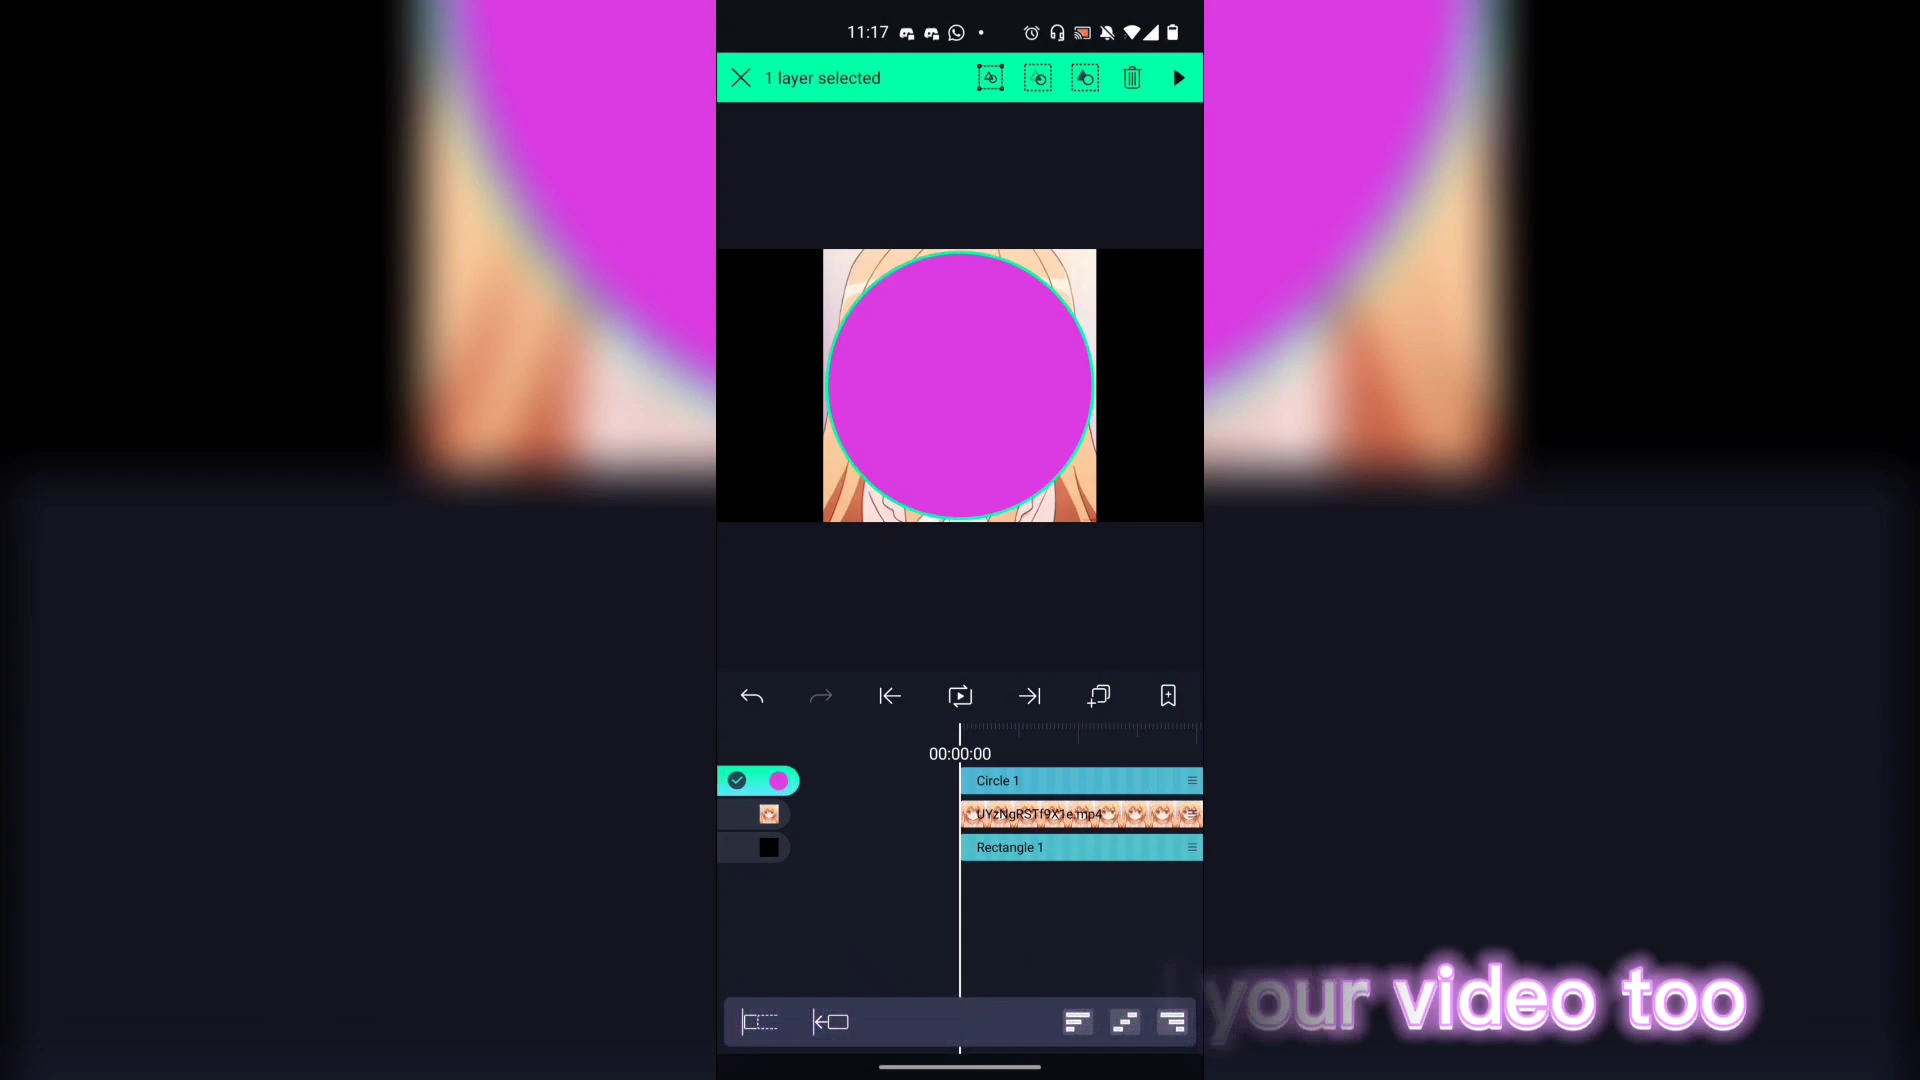 11:17
1 layer selected
00:00:00
Circle 1
UYzNgRSTf9X1e.mp4
Rectangle 1
your video too